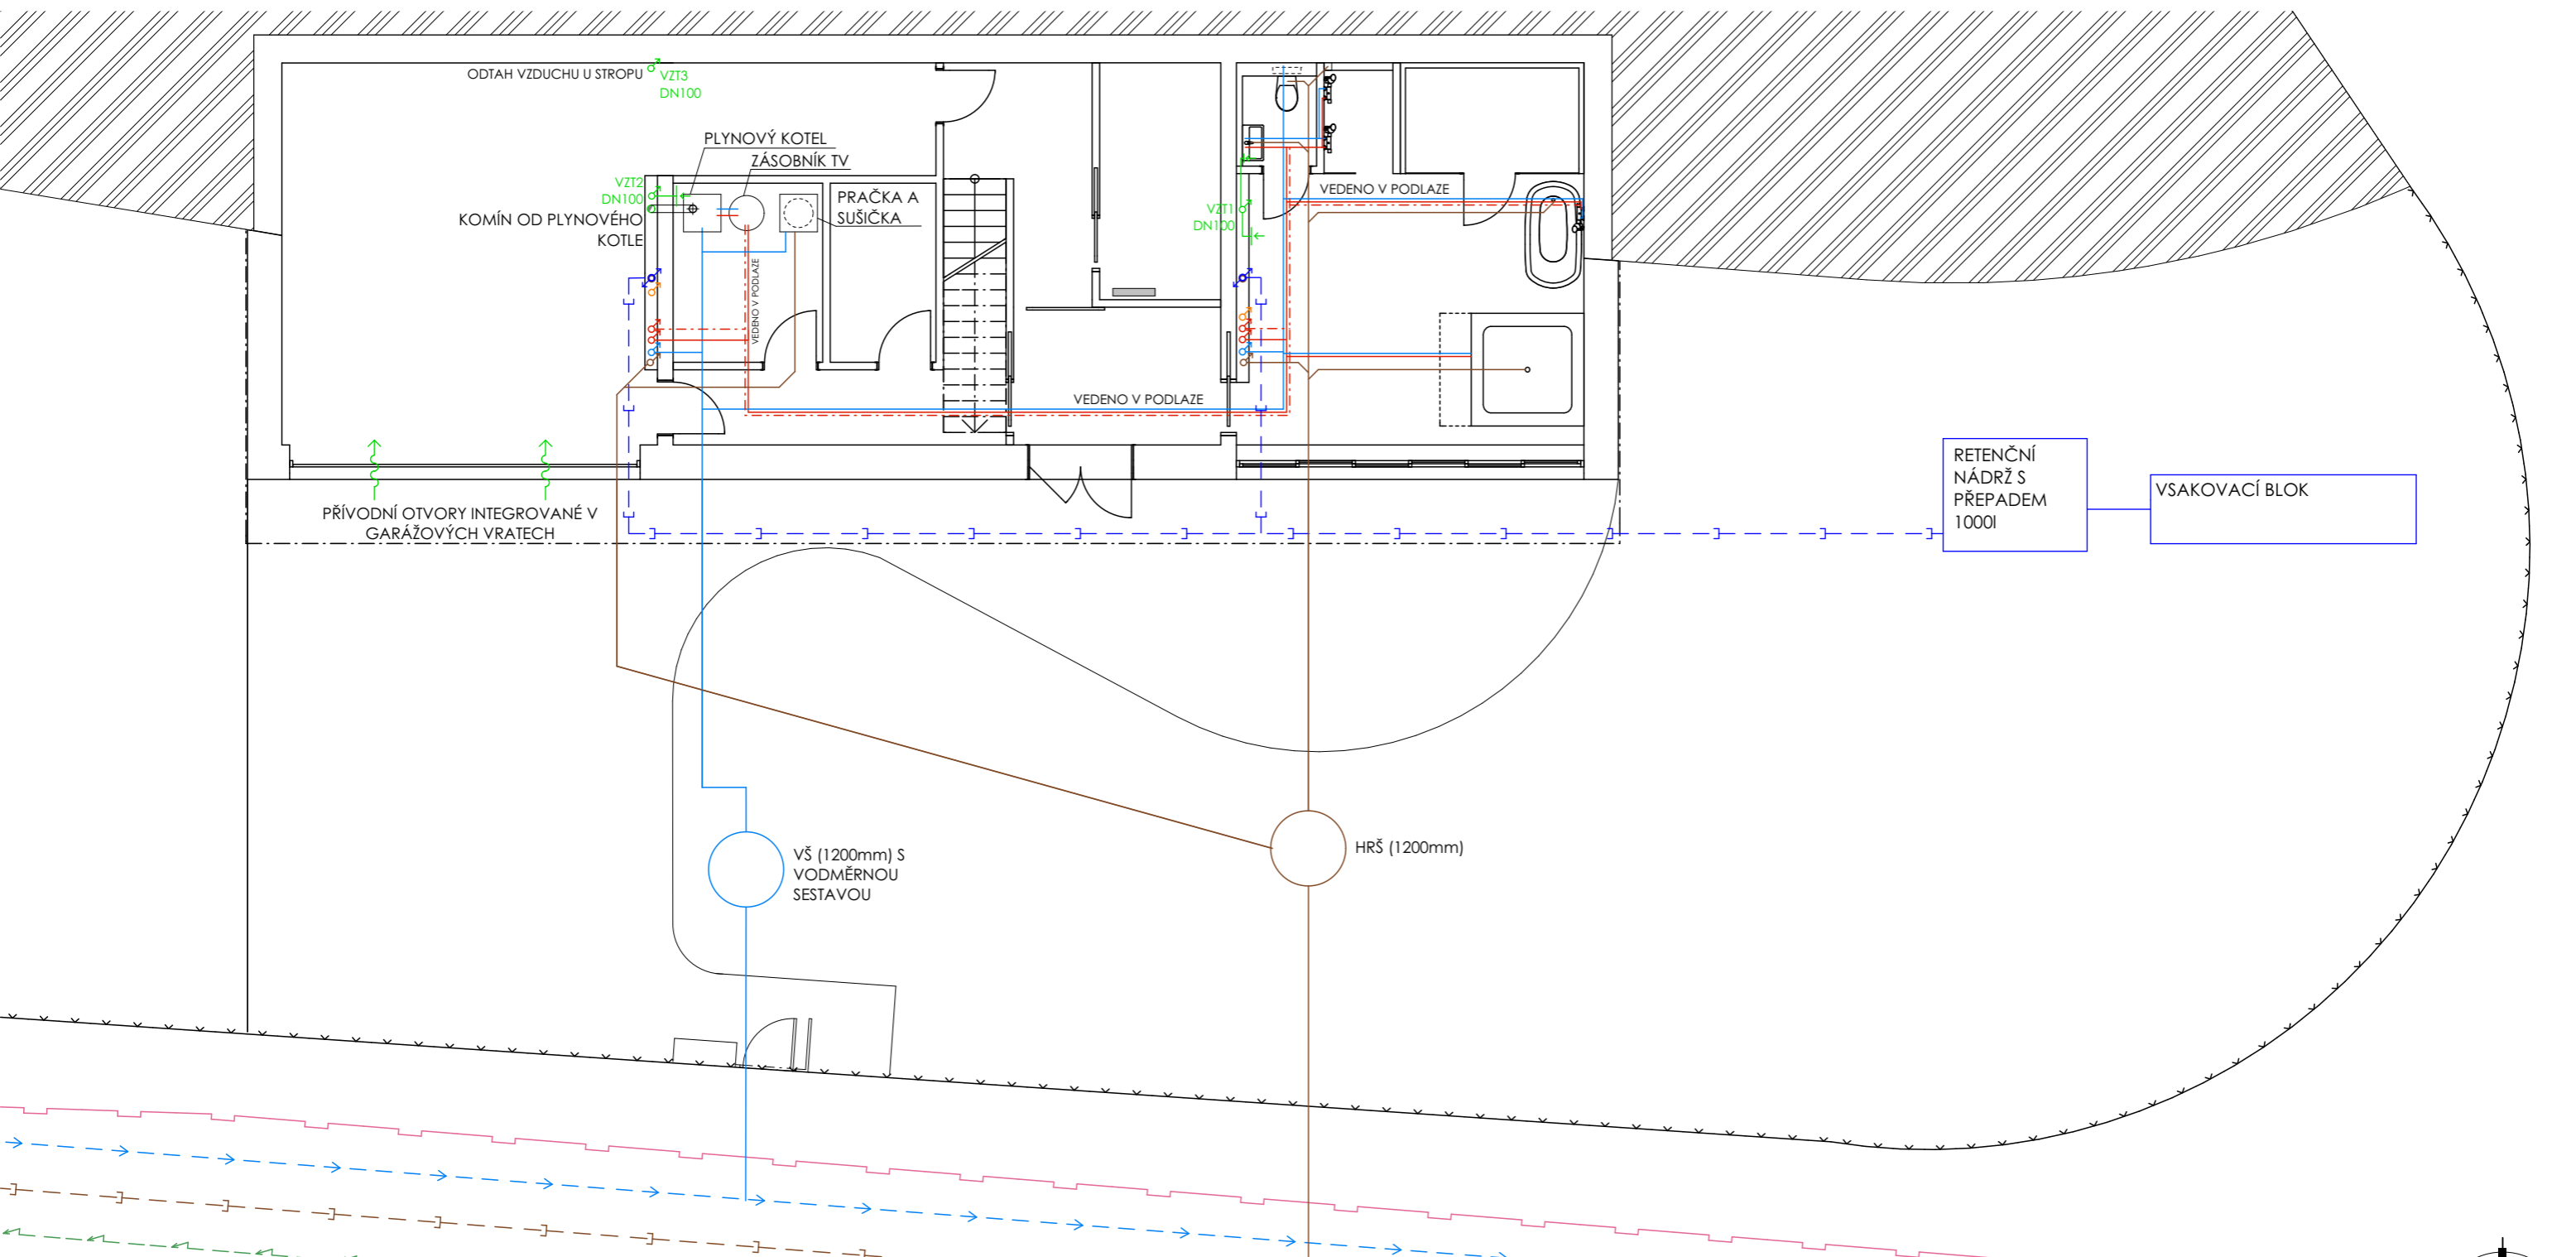 ODTAH VZDUCHU U STROPU
VZT3
DN100
PLYNOVÝ KOTEL
ZÁSOBNÍK TV
VZT2
DN100
PRAČKA A
SUŠIČKA
KOMÍN OD PLYNOVÉHO
KOTLE
VEDENO V PODLAZE
VEDENO V PODLAZE
VZT1
DN100
VEDENO V PODLAZE
PŘÍVODNÍ OTVORY INTEGROVANÉ V
GARÁŽOVÝCH VRATECH
RETENČNÍ
NÁDRŽ S
PŘEPADEM
1000l
VSAKOVACÍ BLOK
VŠ (1200mm) S
VODMĚRNOU
SESTAVOU
HRŠ (1200mm)